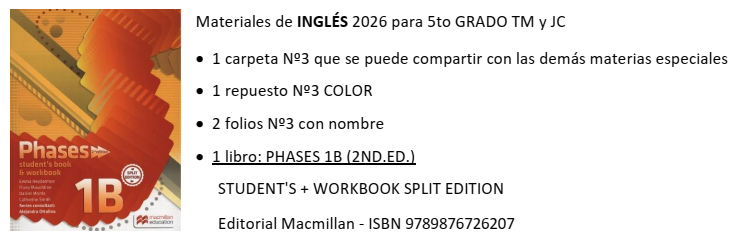 Materiales de INGLÉS 2026 para 5to GRADO TM y JC
• 1 carpeta Nº3 que se puede compartir con las demás materias especiales
• 1 repuesto Nº3 COLOR
• 2 folios Nº3 con nombre
• 1 libro: PHASES 1B (2ND.ED.)
STUDENT'S + WORKBOOK SPLIT EDITION
Editorial Macmillan - ISBN 9789876726207
Phases
student's book
& workbook
SPLIT
EDITION
1B
macmillan
education